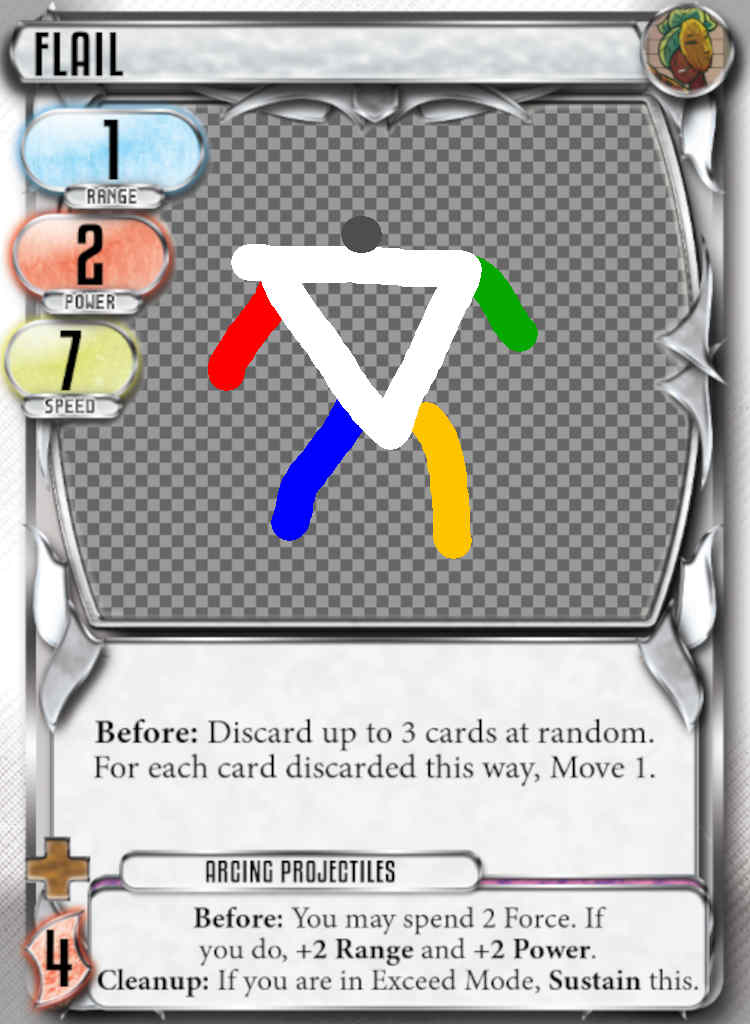 FLAIL
1
RANGE
2
POWER
7
SPEED
Before: Discard up to 3 cards at random.
For each card discarded this way, Move 1.
ARCING PROJECTILES
4
Before: You may spend 2 Force. If
you do, +2 Range and +2 Power.
Cleanup: If you are in Exceed Mode, Sustain this.